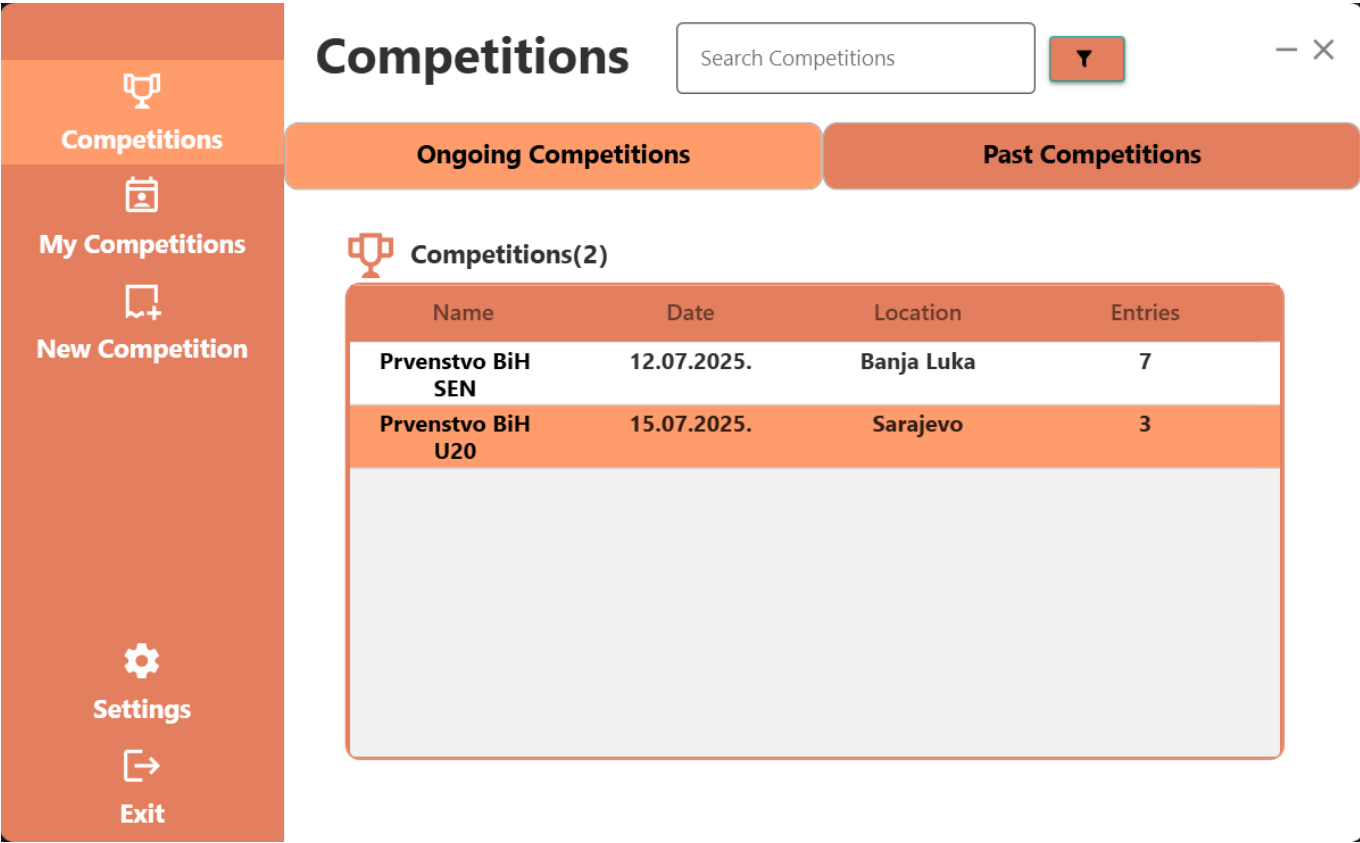 Competitions
My Competitions
New Competition
Settings
Exit
Competitions
Search Competitions
Ongoing Competitions
Past Competitions
Competitions(2)
Name Date Location Entries
Prvenstvo BiH 12.07.2025. Banja Luka 7
SEN
Prvenstvo BiH 15.07.2025. Sarajevo 3
U20